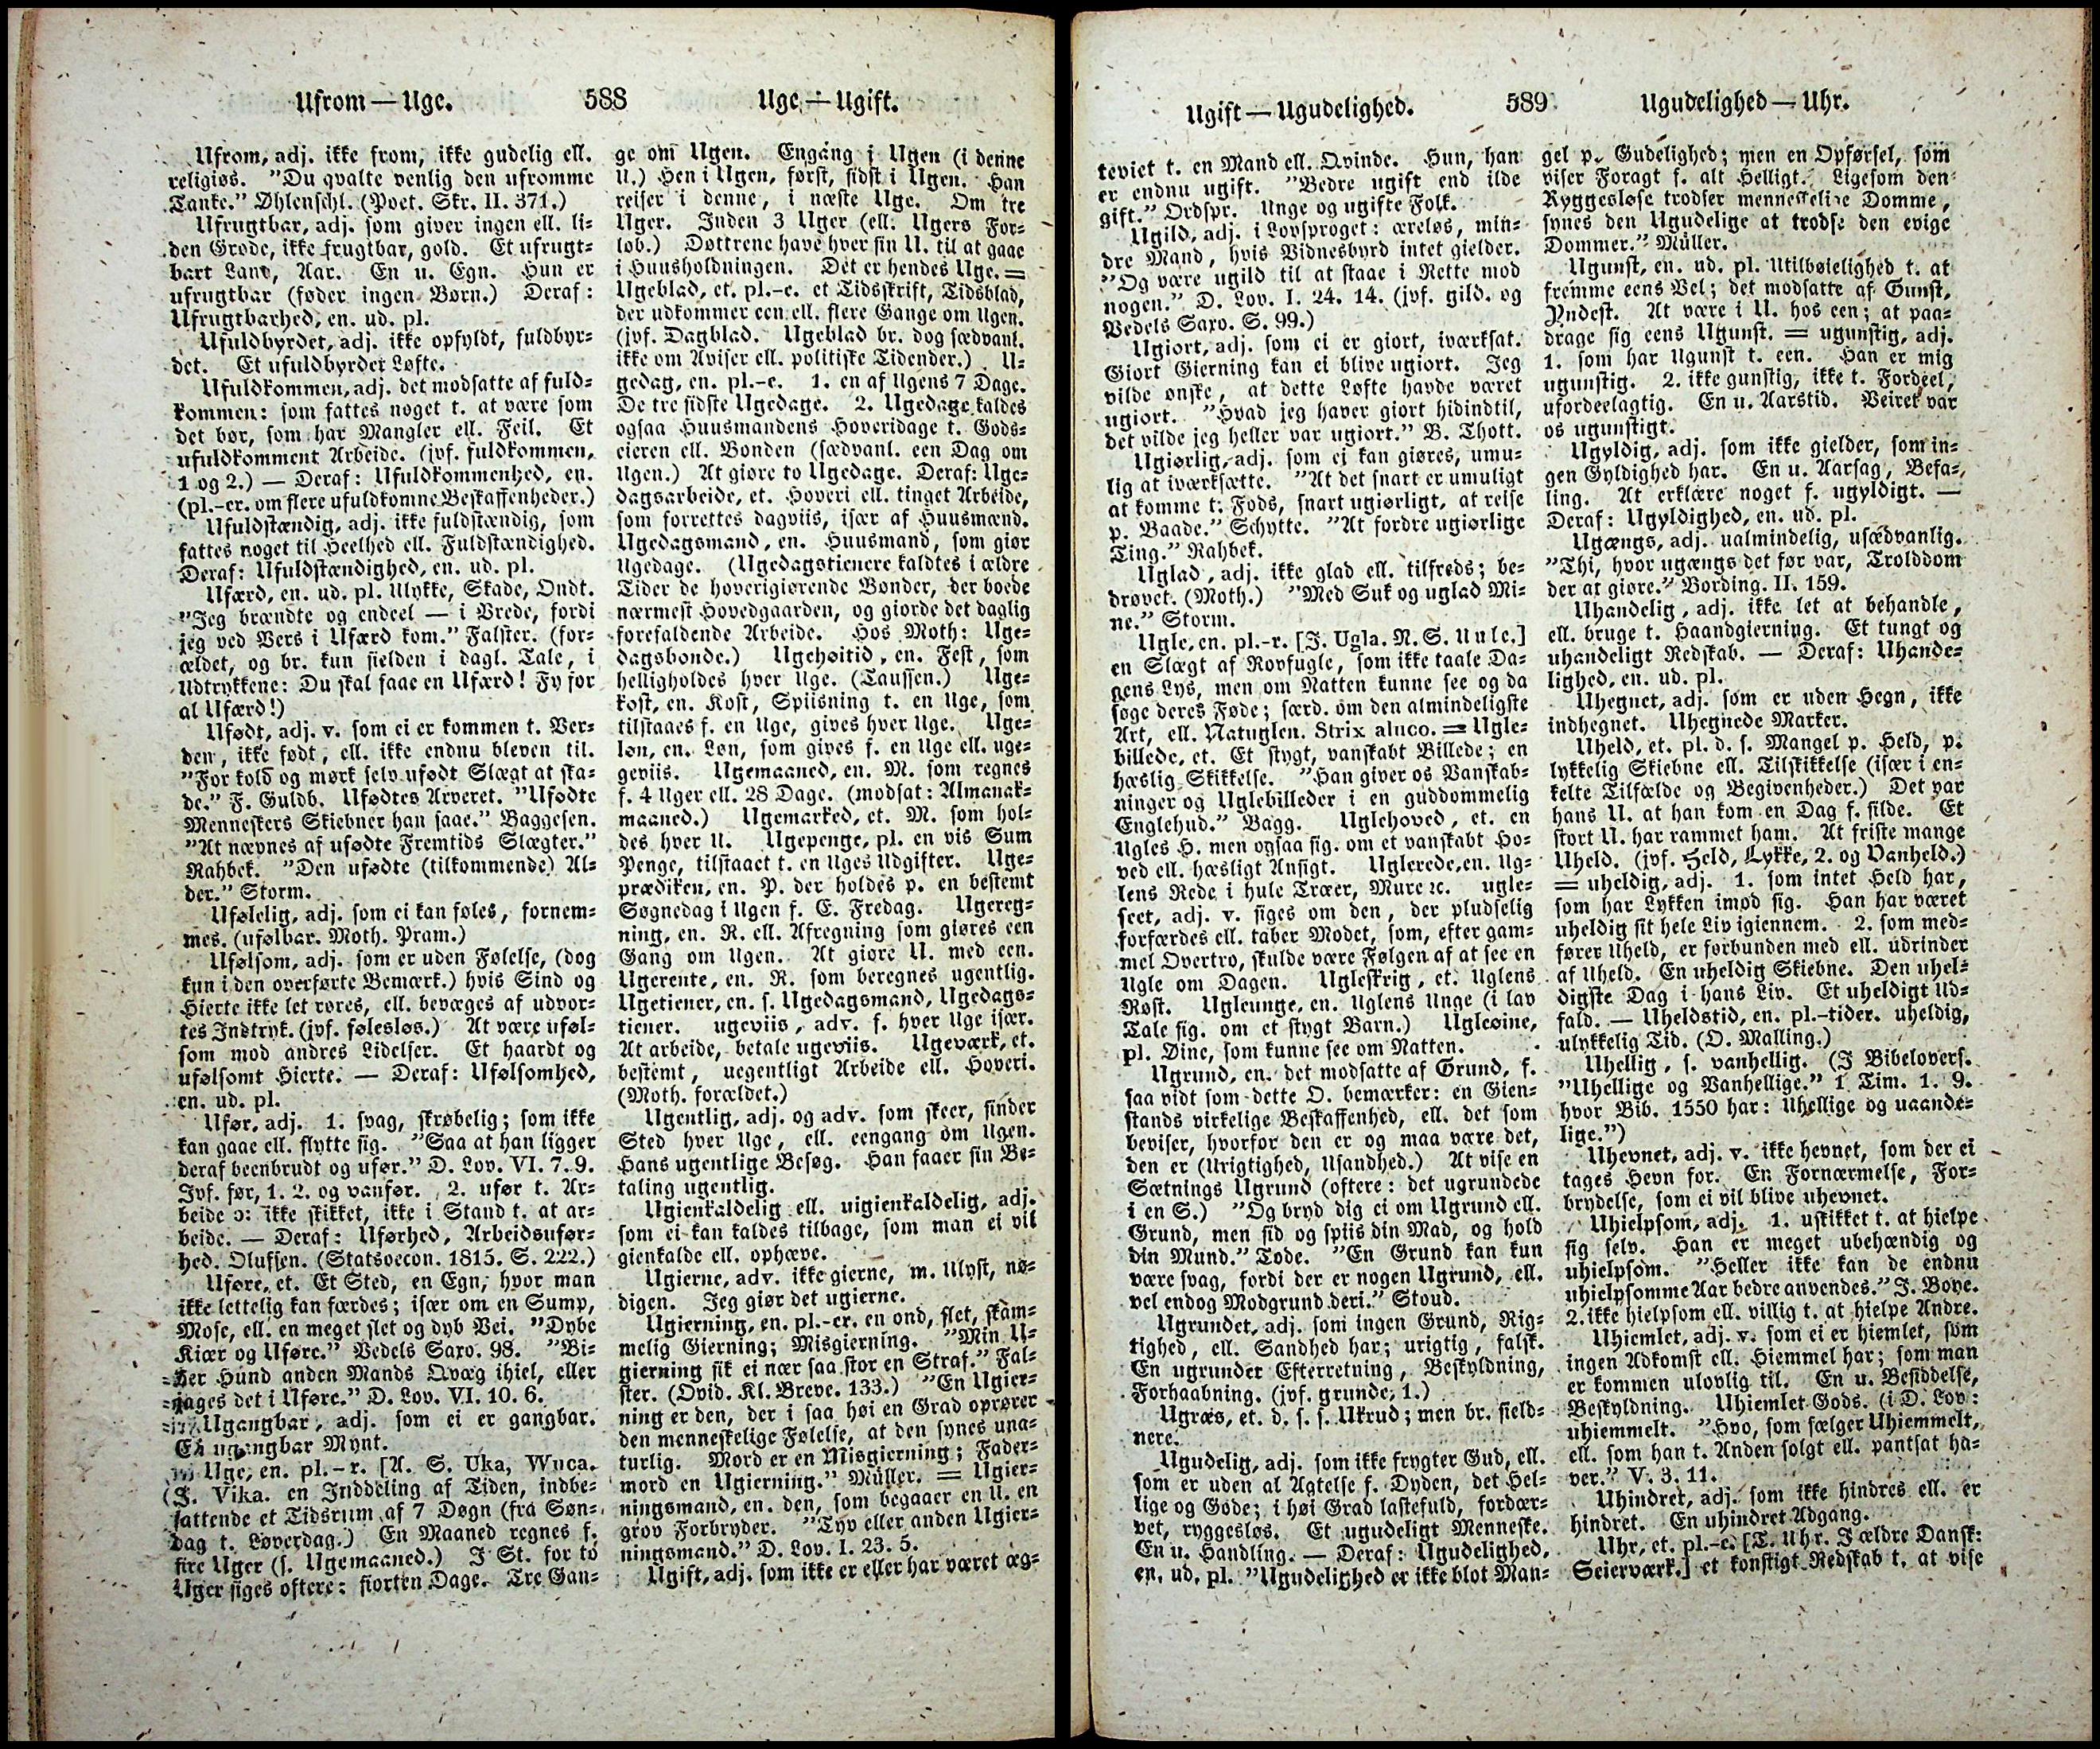 Ufrom — Uge. 588 Uge — Ugift.
Ufrom, adj. ikke from, ikke gudelig ell.
religiøs. "Du qvalte venlig den ufromme
Tanke." Øhlenschl. (Poet. Skr. II. 371.)
Ufrugtbar, adj. som giver ingen ell. li-
den Grøde, ikke frugtbar, gold. Et ufrugt-
bart Land, Aar. En u. Egn. Hun er
ufrugtbar (føder ingen Børn.) Deraf:
Ufrugtbarhed, en. ud. pl.
Ufuldbyrdet, adj. ikke opfyldt, fuldbyr-
det. Et ufuldbyrdet Løfte.
Ufuldkommen, adj. det modsatte af fuld-
kommen: som fattes noget t. at være som
det bør, som har Mangler ell. Feil. Et
ufuldkomment Arbeide. (jvf. fuldkommen,
1 og 2.) — Deraf: Ufuldkommenhed, en.
(pl.-er. om flere ufuldkomne Beskaffenheder.)
Ufuldstændig, adj. ikke fuldstændig, som
fattes noget til Heelhed ell. Fuldstændighed.
Deraf: Ufuldstændighed, en. ud. pl.
Ufærd, en. ud. pl. Ulykke, Skade, Ondt.
"Jeg brændte og endeel — i Vrede, fordi
jeg ved Vers i Ufærd kom." Falster. (for-
ældet, og br. kun sielden i dagl. Tale, i
Udtrykkene: Du skal faae en Ufærd! Fy for
al Ufærd!)
Ufødt, adj. v. som ei er kommen t. Ver-
den, ikke født, ell. ikke endnu bleven til.
"For kold og mørk selv ufødt Slægt at ska-
de." F. Guldb. Ufødtes Arveret. "Ufødte
Menneskers Skiebner han saae." Baggesen.
"At nævnes af ufødte Fremtids Slægter."
Rahbek. "Den ufødte (tilkommende) Al-
der." Storm.
Ufølelig, adj. som ei kan føles, fornem-
mes. (ufølbar. Moth. Pram.)
Ufølsom, adj. som er uden Følelse, (dog
kun i den overførte Bemærk.) hvis Sind og
Hierte ikke let røres, ell. bevæges af udvor-
tes Indtryk. (jvf. følesløs.) At være uføl-
som mod andres Lidelser. Et haardt og
ufølsomt Hierte. — Deraf: Ufølsomhed,
en. ud. pl.
Ufør, adj. 1. svag, skrøbelig; som ikke
kan gaae ell. flytte sig. "Saa at han ligger
deraf beenbrudt og ufør." D. Lov. VI. 7. 9.
Jvf. før, 1. 2. og vanfør. 2. ufør t. Ar-
beide ɔ: ikke skikket, ikke i Stand t. at ar-
beide. — Deraf: Uførhed, Arbeidsufør-
hed. Olufsen. (Statsoecon. 1815. S. 222.)
Uføre, et. Et Sted, en Egn, hvor man
ikke lettelig kan færdes; især om en Sump,
Mose, ell. en meget slet og dyb Vei. "Dybe
Kiær og Uføre." Vedels Saxo. 98. "Bi-
der Hund anden Mands Qvæg ihiel, eller
jages det i Uføre." D. Lov. VI. 10. 6.
Ugangbar, adj. som ei er gangbar.
En ugangbar Mynt.
Uge, en. pl.-r. [A. S. Uka, Wuca.
J. Vika. en Inddeling af Tiden, indbe-
fattende et Tidsrum af 7 Døgn (fra Søn-
dag t. Løverdag.) En Maaned regnes f.
fire Uger (s. Ugemaaned.) J St. for to
Uger siges oftere: fiorten Dage. Tre Gan-
ge om Ugen. Engang i Ugen (i denne
U.) Hen i Ugen, først, sidst i Ugen. Han
reiser i denne, i næste Uge. Om tre
Uger. Inden 3 Uger (ell. Ugers For-
løb.) Døttrene have hver sin U. til at gaae
i Huusholdningen. Det er hendes Uge. =
Ugeblad, et. pl.-e. et Tidsskrift, Tidsblad,
der udkommer een ell. flere Gange om Ugen.
(jvf. Dagblad. Ugeblad br. dog sædvanl.
ikke om Aviser ell. politiske Tidender.) U-
gedag, en. pl.-e. 1. en af Ugens 7 Dage.
De tre sidste Ugedage. 2. Ugedage kaldes
ogsaa Huusmandens Hoveridage t. Gods-
eieren ell. Bonden (sædvanl. een Dag om
Ugen.) At giøre to Ugedage. Deraf: Uge-
dagsarbeide, et. Hoveri ell. tinget Arbeide,
som forrettes dagviis, især af Huusmænd.
Ugedagsmand, en. Huusmand, som giør
Ugedage. (Ugedagstienere kaldtes i ældre
Tider de hoverigiørende Bønder, der boede
nærmest Hovedgaarden, og giorde det daglig
forefaldende Arbeide. Hos Moth: Uge-
dagsbonde.) Ugehøitid, en. Fest, som
helligholdes hver Uge. (Taussen.) Uge-
kost, en. Kost, Spiisning t. en Uge, som
tilstaaes f. en Uge, gives hver Uge. Uge-
løn, en. Løn, som gives f. en Uge ell. uge-
geviis. Ugemaaned, en. M. som regnes
f. 4 Uger ell. 28 Dage. (modsat: Almanak-
maaned.) Ugemarked, et. M. som hol-
des hver U. Ugepenge, pl. en vis Sum
Penge, tilstaaet t. en Uges Udgifter. Uge-
prædiken, en. P. der holdes p. en bestemt
Søgnedag i Ugen f. E. Fredag. Ugereg-
ning, en. R. ell. Afregning som giøres een
Gang om Ugen. At giøre U. med een.
Ugerente, en. R. som beregnes ugentlig.
Ugetiener, en. s. Ugedagsmand, Ugedags-
tiener. ugeviis, adv. f. hver Uge især.
At arbeide, betale ugeviis. Ugeværk, et.
bestemt, uegentligt Arbeide ell. Hoveri.
(Moth. forældet.)
Ugentlig, adj. og adv. som skeer, finder
Sted hver Uge, ell. eengang om Ugen.
Hans ugentlige Besøg. Han faaer sin Be-
taling ugentlig.
Ugienkaldelig ell. uigienkaldelig, adj.
som ei kan kaldes tilbage, som man ei vil
gienkalde ell. ophæve.
Ugierne, adv. ikke gierne, m. Ulyst, nø-
digen. Jeg giør det ugierne.
Ugierning, en. pl.-er. en ond, slet, skam-
melig Gierning; Misgierning. "Min U-
gierning fik ei nær saa stor en Straf." Fal-
ster. (Ovid. Kl. Breve. 133.) "En Ugier-
ning er den, der i saa høi en Grad oprører
den menneskelige Følelse, at den synes una-
turlig. Mord er en Misgierning; Fader-
mord en Ugierning." Müller. = Ugier-
ningsmand, en. den, som begaaer en U. en
grov Forbryder. "Tyv eller anden Ugier-
ningsmand." D. Lov. I. 23. 5.
Ugift, adj. som ikke er eller har været æg-
Ugift — Ugudelighed. 589 Ugudelighed — Uhr.
teviet t. en Mand ell. Qvinde. Hun, han
er endnu ugift. "Bedre ugift end ilde
gift." Ordspr. Unge og ugifte Folk.
Ugild, adj. i Lovsproget: æreløs, min-
dre Mand, hvis Vidnesbyrd intet gielder.
"Og være ugild til at staae i Rette mod
nogen." D. Lov. I. 24. 14. (jvf. gild. og
Vedels Saxo. S. 99.)
Ugiort, adj. som ei er giort, iværksat.
Giort Gierning kan ei blive ugiort. Jeg
vilde ønske, at dette Løfte havde været
ugiort. "Hvad jeg haver giort hidindtil,
det vilde jeg heller var ugiort." B. Thott.
Ugiørlig, adj. som ei kan giøres, umu-
lig at iværksætte. "At det snart er umuligt
at komme t. Fods, snart ugiørligt, at reise
p. Baade." Schytte. "At fordre ugiørlige
Ting." Rahbek.
Uglad, adj. ikke glad ell. tilfreds; be-
drøvet. (Moth.) "Med Suk og uglad Mi-
ne." Storm.
Ugle, en. pl.-r. [J. Ugla. N. S. Uule.]
en Slægt af Rovfugle, som ikke taale Da-
gens Lys, men om Natten kunne see og da
søge deres Føde; særd. om den almindeligste
Art, ell. Natuglen. Strix aluco. = Ugle-
billede, et. Et stygt, vanskabt Billede; en
hæslig Skikkelse. "Han giver os Vanskab-
ninger og Uglebilleder i en guddommelig
Englehud." Bagg. Uglehoved, et. en
Ugles H. men ogsaa fig. om et vanskabt Ho-
ved ell. hæsligt Ansigt. Uglerede, en. Ug-
lens Rede i hule Træer, Mure ꝛc. ugle-
seet, adj. v. siges om den, der pludselig
forfærdes ell. taber Modet, som, efter gam-
mel Overtro, skulde være Følgen af at see en
Ugle om Dagen. Ugleskrig, et. Uglens
Røst. Ugleunge, en. Uglens Unge (i lav
Tale fig. om et stygt Barn.) Ugleøine,
pl. Øine, som kunne see om Natten.
Ugrund, en. det modsatte af Grund, f.
saa vidt som dette O. bemærker: en Gien-
stands virkelige Beskaffenhed, ell. det som
beviser, hvorfor den er og maa være det,
den er (Urigtighed, Usandhed.) At vise en
Sætnings Ugrund (oftere: det ugrundede
i en S.) "Og bryd dig ei om Ugrund ell.
Grund, men sid og spiis din Mad, og hold
din Mund." Tode. "En Grund kan kun
være svag, fordi der er nogen Ugrund, ell.
vel endog Modgrund deri." Stoud.
Ugrundet, adj. som ingen Grund, Rig-
tighed, ell. Sandhed har; urigtig, falsk.
En ugrundet Efterretning, Beskyldning,
Forhaabning. (jvf. grunde, 1.)
Ugræs, et. d. s. s. Ukrud; men br. sield-
nere.
Ugudelig, adj. som ikke frygter Gud, ell.
som er uden al Agtelse f. Dyden, det Hel-
lige og Gode; i høi Grad lastefuld, fordær-
vet, ryggesløs. Et ugudeligt Menneske.
En u. Handling. — Deraf: Ugudelighed,
en. ud. pl. "Ugudelighed er ikke blot Man-
gel p. Gudelighed; men en Opførsel, som
viser Foragt f. alt Helligt. Ligesom den
Ryggesløse trodser menneskelige Domme,
synes den Ugudelige at trodse den evige
Dommer." Müller.
Ugunst, en. ud. pl. Utilbøielighed t. at
fremme eens Vel; det modsatte af Gunst,
Yndest. At være i U. hos een; at paa-
drage sig eens Ugunst. = ugunstig, adj.
1. som har Ugunst t. een. Han er mig
ugunstig. 2. ikke gunstig, ikke t. Fordeel,
ufordeelagtig. En u. Aarstid. Veiret var
os ugunstigt.
Ugyldig, adj. som ikke gielder, som in-
gen Gyldighed har. En u. Aarsag, Befa-
ling. At erklære noget f. ugyldigt. —
Deraf: Ugyldighed, en. ud. pl.
Ugængs, adj. ualmindelig, usædvanlig.
"Thi, hvor ugængs det før var, Trolddom
der at giøre." Bording. II. 159.
Uhandelig, adj. ikke let at behandle,
ell. bruge t. Haandgierning. Et tungt og
uhandeligt Redskab. — Deraf: Uhande-
lighed, en. ud. pl.
Uhegnet, adj. som er uden Hegn, ikke
indhegnet. Uhegnede Marker.
Uheld, et. pl. d. s. Mangel p. Held, p.
lykkelig Skiebne ell. Tilskikkelse (især i en-
kelte Tilfælde og Begivenheder.) Det var
hans U. at han kom en Dag f. silde. Et
stort U. har rammet ham. At friste mange
Uheld. (jvf. Held, Lykke, 2. og Vanheld.)
= uheldig, adj. 1. som intet Held har,
som har Lykken imod sig. Han har været
uheldig sit hele Liv igiennem. 2. som med-
fører Uheld, er forbunden med ell. udrinder
af Uheld. En uheldig Skiebne. Den uhel-
digste Dag i hans Liv. Et uheldigt Ud-
fald. — Uheldstid, en. pl.-tider. uheldig,
ulykkelig Tid. (O. Malling.)
Uhellig, s. vanhellig. (J Bibelovers.
"Uhellige og Vanhellige." 1 Tim. 1. 9.
hvor Bib. 1550 har: Uhellige og uaande-
lige.")
Uhevnet, adj. v. ikke hevnet, som der ei
tages Hevn for. En Fornærmelse, For-
brydelse, som ei vil blive uhevnet.
Uhielpsom, adj. 1. uskikket t. at hielpe
sig selv. Han er meget ubehændig og
uhielpsom. "Heller ikke kan de endnu
uhielpsomme Aar bedre anvendes." J. Boye.
2. ikke hielpsom ell. villig t. at hielpe Andre.
Uhiemlet, adj. v. som ei er hiemlet, som
ingen Adkomst ell. Hiemmel har; som man
er kommen ulovlig til. En u. Besiddelse,
Beskyldning. Uhiemlet Gods. (i D. Lov:
uhiemmelt. "Hvo, som sælger Uhiemmelt,
ell. som han t. Anden solgt ell. pantsat ha-
ver." V. 3. 11.
Uhindret, adj. som ikke hindres ell. er
hindret. En uhindret Adgang.
Uhr, et. pl.-e. [T. Uhr. J ældre Dansk:
Seierværk.] et konstigt Redskab t. at vise